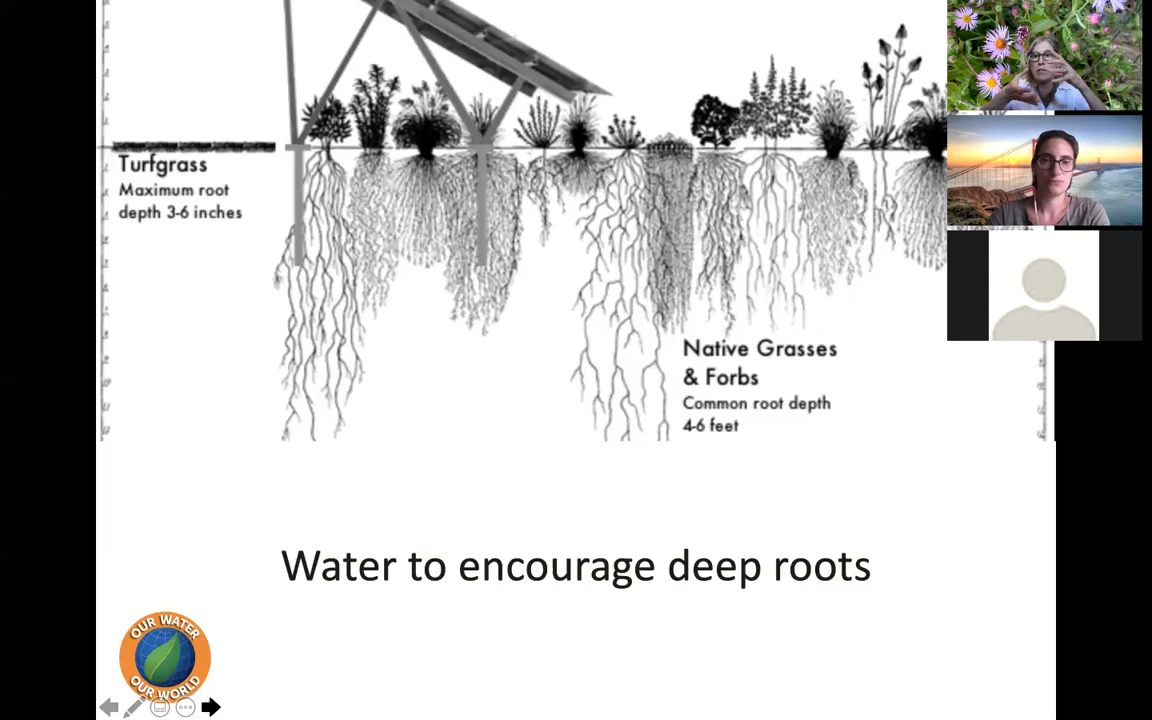 Turfgrass
Maximum root
depth 3-6 inches
Native Grasses
& Forbs
Common root depth
4-6 feet
Water to encourage deep roots
OUR WATER
OUR WORLD